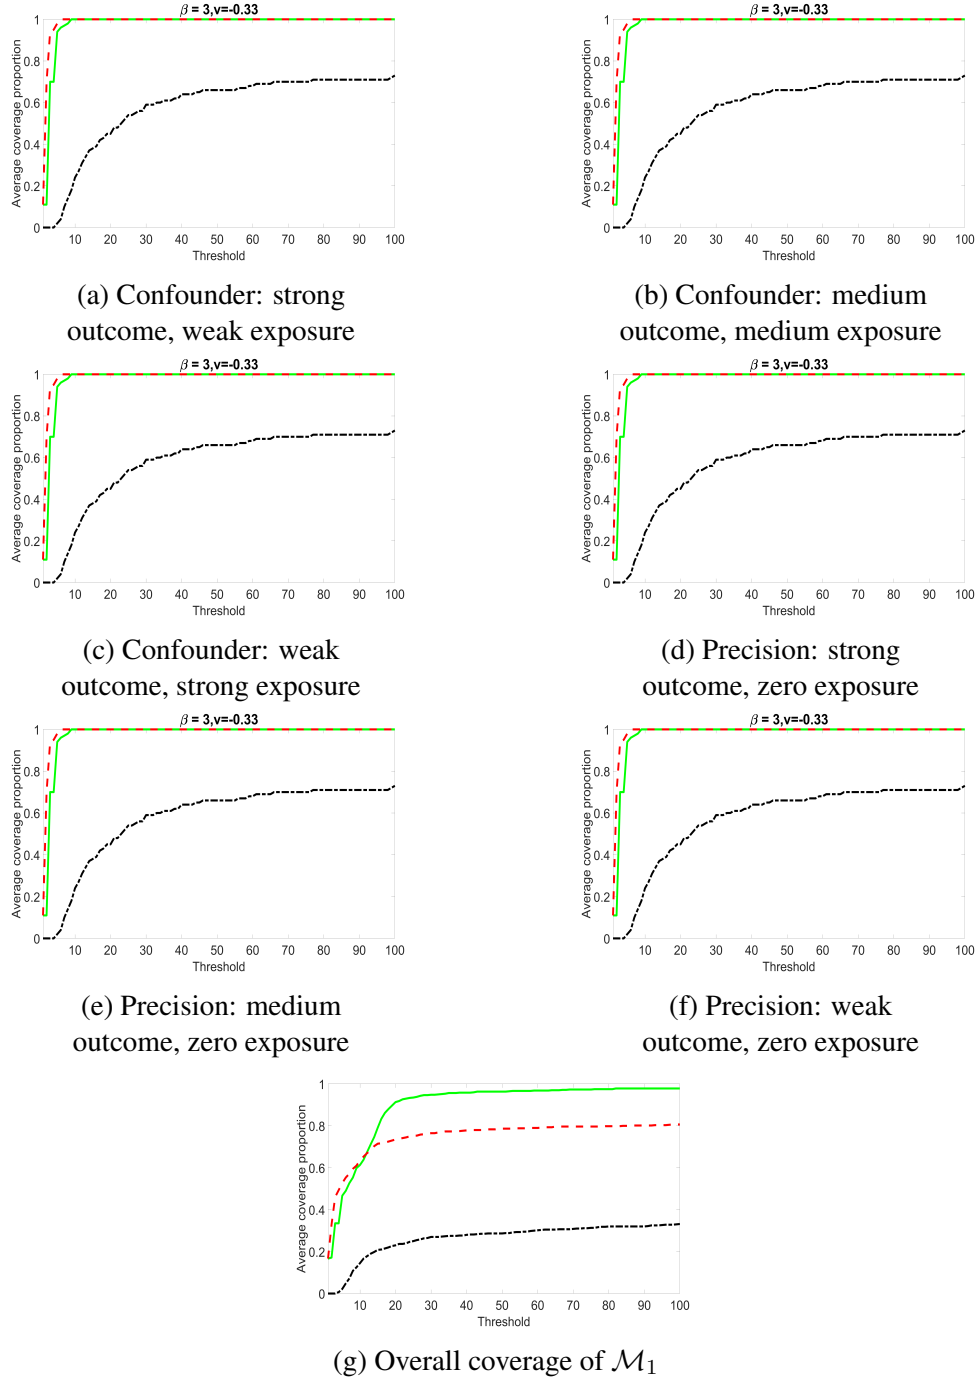 β = 3,v=-0.33
Average coverage proportion
1
0.8
0.6
0.4
0.2
0
10 20 30 40 50 60 70 80 90 100
Threshold
(a) Confounder: strong
outcome, weak exposure
β = 3,v=-0.33
Average coverage proportion
1
0.8
0.6
0.4
0.2
0
10 20 30 40 50 60 70 80 90 100
Threshold
(b) Confounder: medium
outcome, medium exposure
β = 3,v=-0.33
Average coverage proportion
1
0.8
0.6
0.4
0.2
0
10 20 30 40 50 60 70 80 90 100
Threshold
(c) Confounder: weak
outcome, strong exposure
β = 3,v=-0.33
Average coverage proportion
1
0.8
0.6
0.4
0.2
0
10 20 30 40 50 60 70 80 90 100
Threshold
(d) Precision: strong
outcome, zero exposure
β = 3,v=-0.33
Average coverage proportion
1
0.8
0.6
0.4
0.2
0
10 20 30 40 50 60 70 80 90 100
Threshold
(e) Precision: medium
outcome, zero exposure
β = 3,v=-0.33
Average coverage proportion
1
0.8
0.6
0.4
0.2
0
10 20 30 40 50 60 70 80 90 100
Threshold
(f) Precision: weak
outcome, zero exposure
Average coverage proportion
1
0.8
0.6
0.4
0.2
0
10 20 30 40 50 60 70 80 90 100
Threshold
(g) Overall coverage of ℳ₁